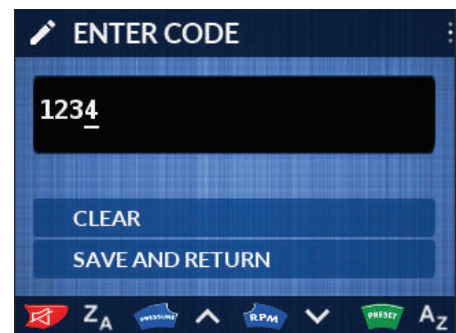 ENTER CODE
1234
CLEAR
SAVE AND RETURN
ZA PRESSURE RPM PRESET AZ